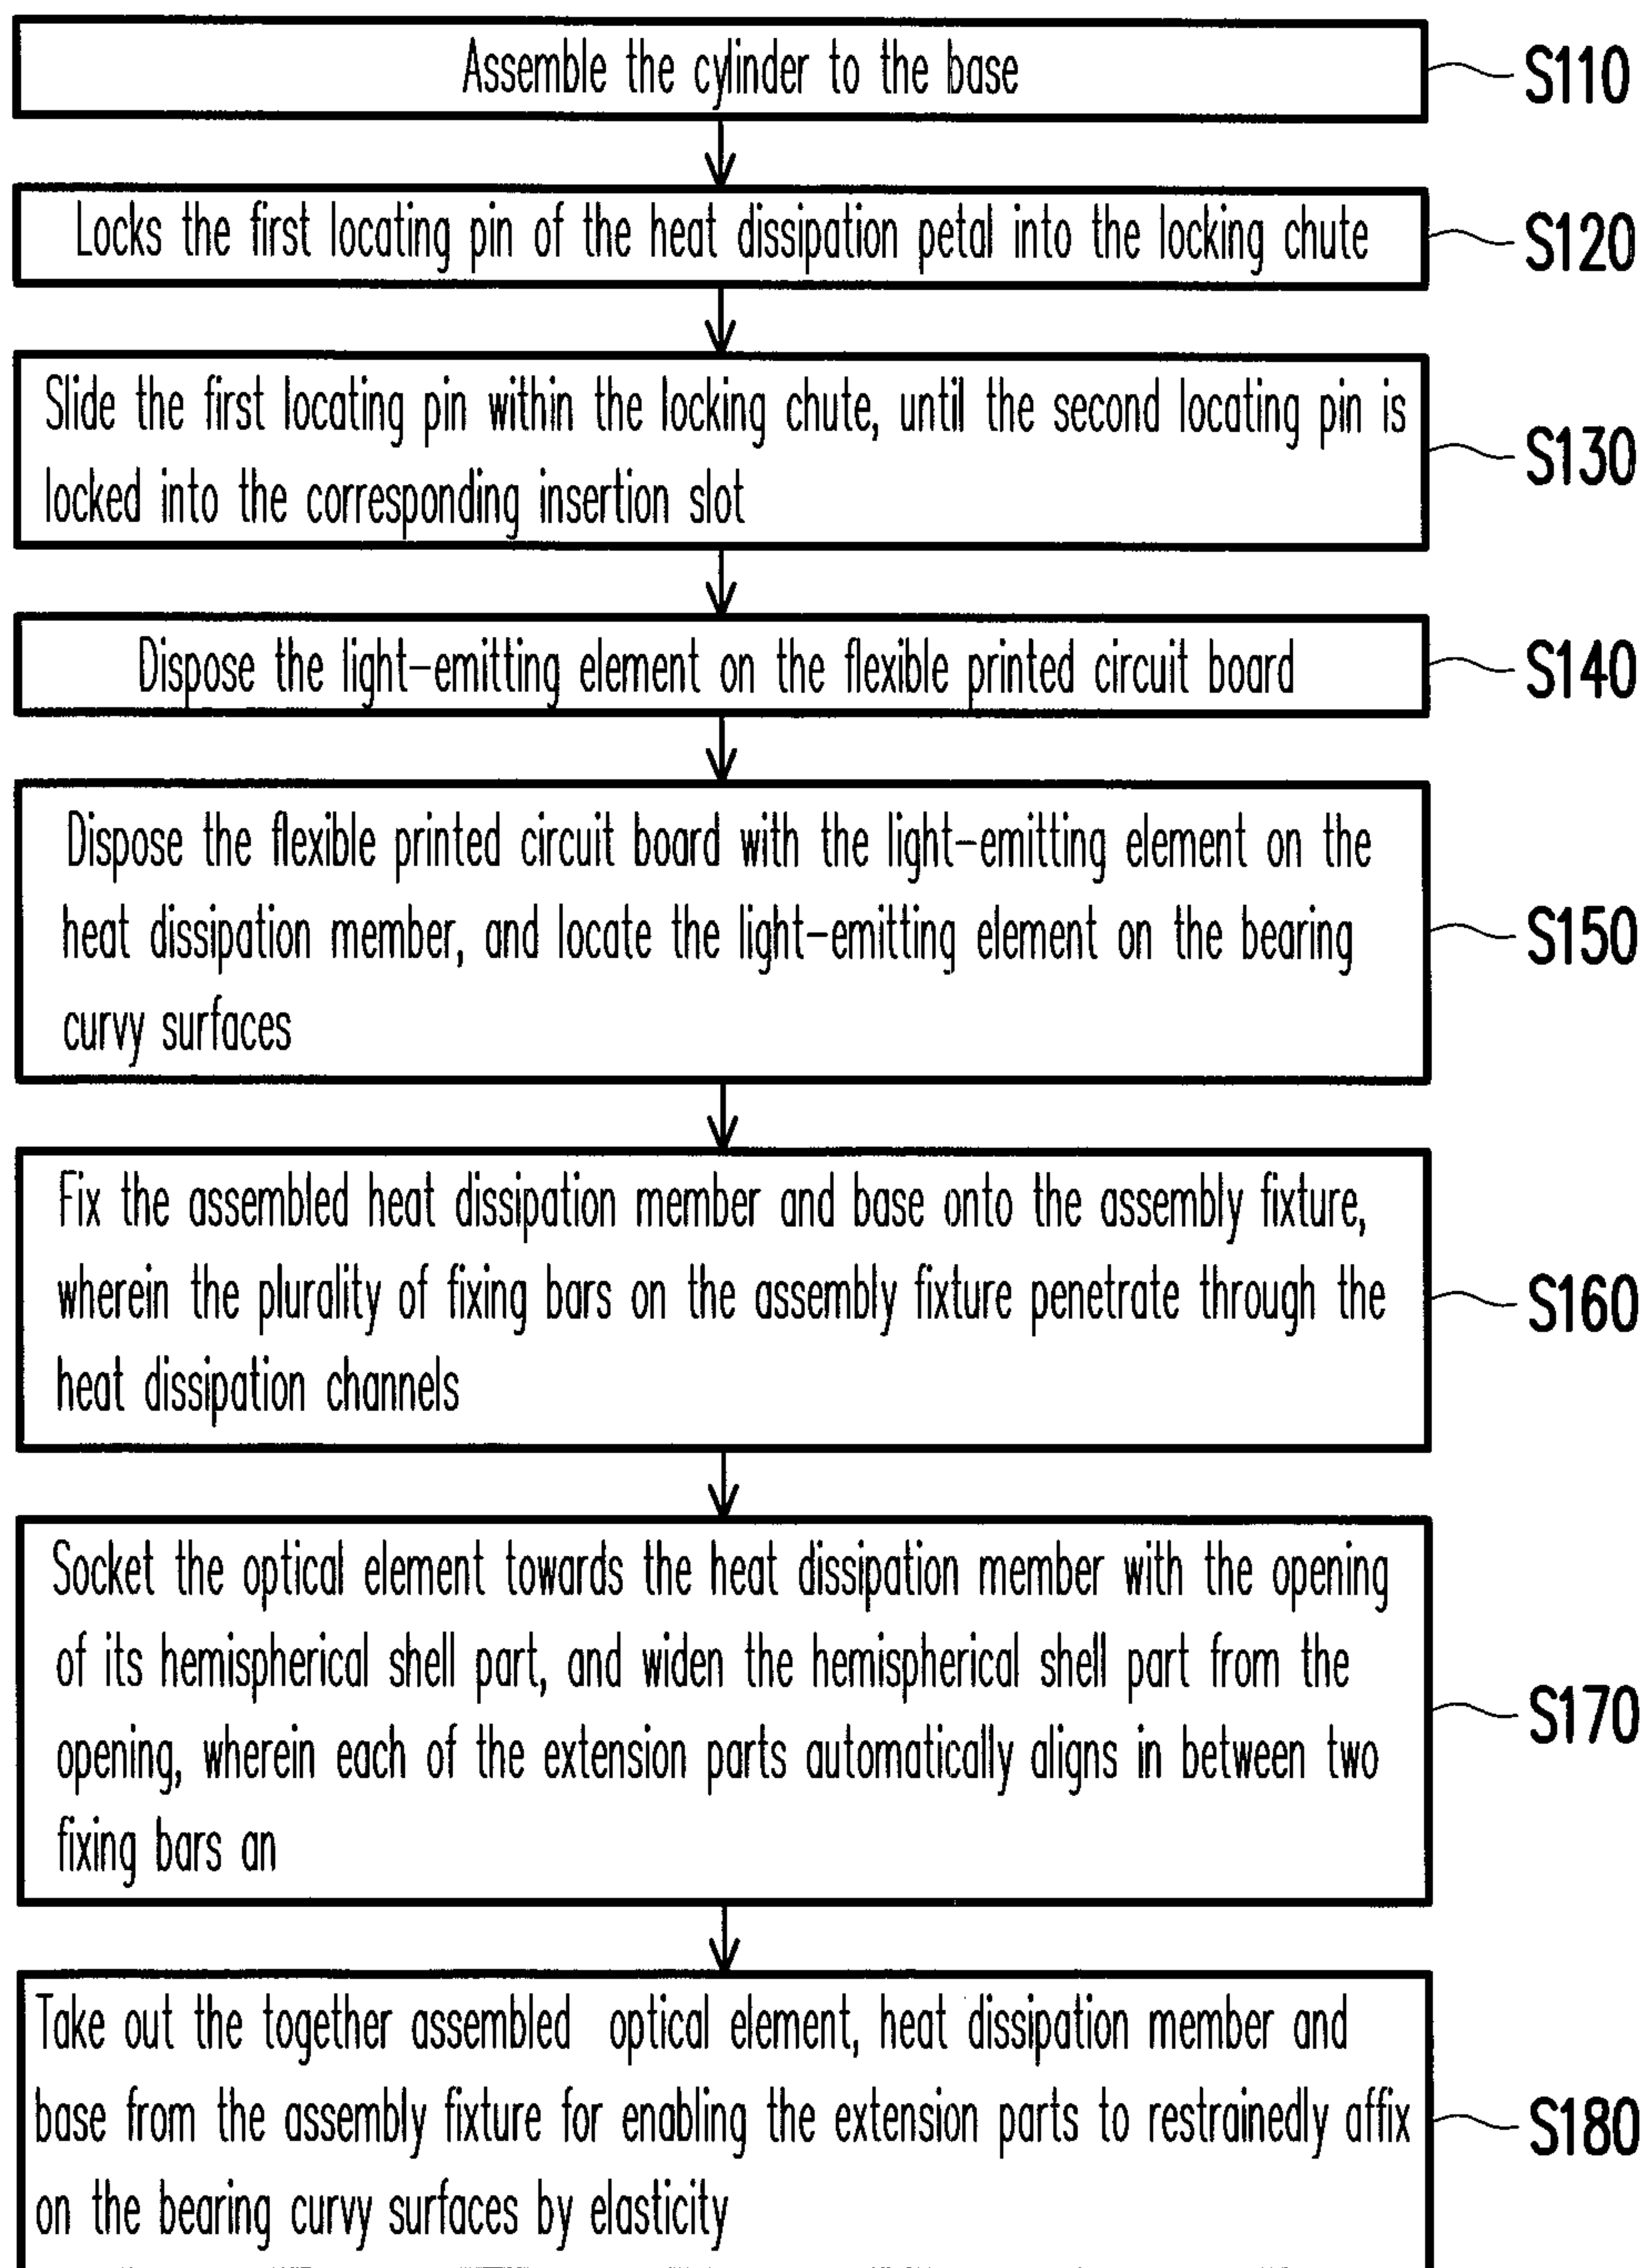 Assemble the cylinder to the base
S110
Locks the first locating pin of the heat dissipation petal into the locking chute
S120
Slide the first locating pin within the locking chute, until the second locating pin is
locked into the corresponding insertion slot
S130
Dispose the light-emitting element on the flexible printed circuit board
S140
Dispose the flexible printed circuit board with the light-emitting element on the
heat dissipation member, and locate the light-emitting element on the bearing
curvy surfaces
S150
Fix the assembled heat dissipation member and base onto the assembly fixture,
wherein the plurality of fixing bars on the assembly fixture penetrate through the
heat dissipation channels
S160
Socket the optical element towards the heat dissipation member with the opening
of its hemispherical shell part, and widen the hemispherical shell part from the
opening, wherein each of the extension parts automatically aligns in between two
fixing bars an
S170
Take out the together assembled optical element, heat dissipation member and
base from the assembly fixture for enabling the extension parts to restrainedly affix
on the bearing curvy surfaces by elasticity
S180